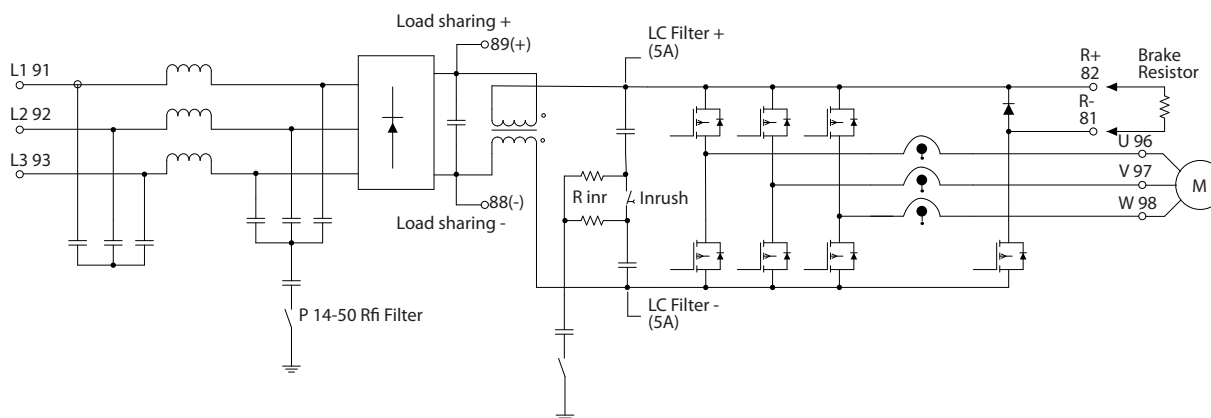 Load sharing +
89(+)
LC Filter +
(5A)
R+
82
Brake
Resistor
L1 91
R-
81
L2 92
U 96
L3 93
V 97
M
R inr
Inrush
88(-)
Load sharing -
W 98
P 14-50 Rfi Filter
LC Filter -
(5A)